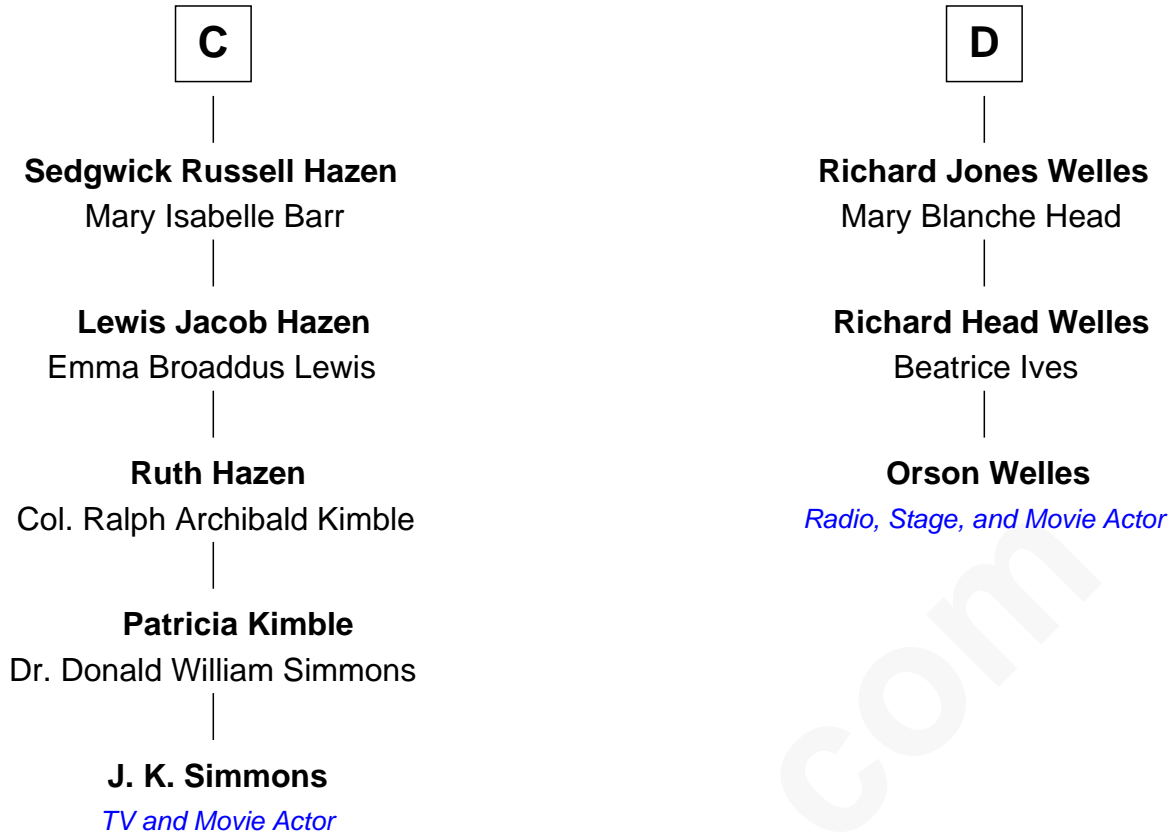 C
Sedgwick Russell Hazen
Mary Isabelle Barr
Lewis Jacob Hazen
Emma Broaddus Lewis
Ruth Hazen
Col. Ralph Archibald Kimble
Patricia Kimble
Dr. Donald William Simmons
J. K. Simmons
TV and Movie Actor
D
Richard Jones Welles
Mary Blanche Head
Richard Head Welles
Beatrice Ives
Orson Welles
Radio, Stage, and Movie Actor
com